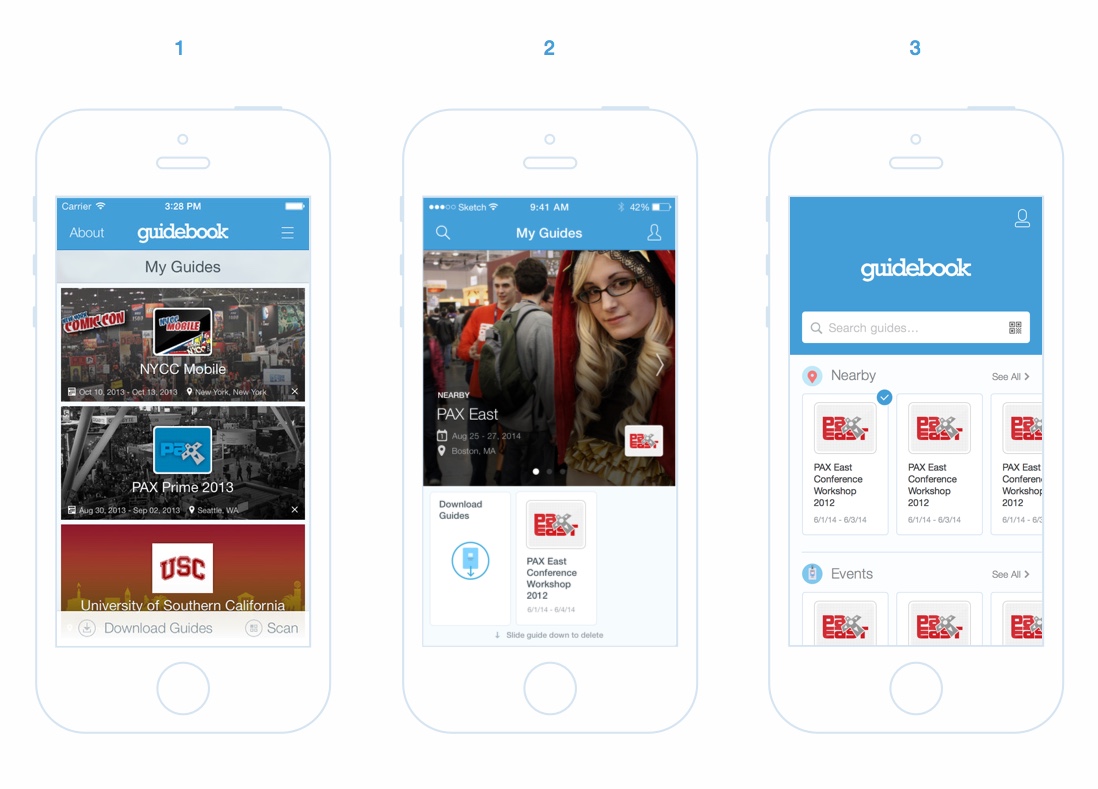 1
2
3
Carrier
3:28 PM
About
guidebook
My Guides
NEW YORK
COMIC CON
NYCC
MOBILE
NYCC Mobile
Oct 10, 2013 - Oct 13, 2013
New York, New York
PAX
PAX Prime 2013
Aug 30, 2013 - Sep 02, 2013
Seattle, WA
USC
University of Southern California
Download Guides
Scan
Sketch
9:41 AM
42%
My Guides
NEARBY
PAX East
1
Aug 25 - 27, 2014
Boston, MA
PAX
EAST
Download
Guides
PAX
EAST
PAX East
Conference
Workshop
2012
6/1/14 - 6/4/14
Slide guide down to delete
guidebook
Search guides...
Nearby
See All
PAX
EAST
PAX East
Conference
Workshop
2012
6/1/14 - 6/3/14
PAX
EAST
PAX East
Conference
Workshop
2012
6/1/14 - 6/3/14
PAX East
Conferen
Worksho
2012
6/1/14 - 6/3
Events
See All
PAX
EAST
PAX
EAST